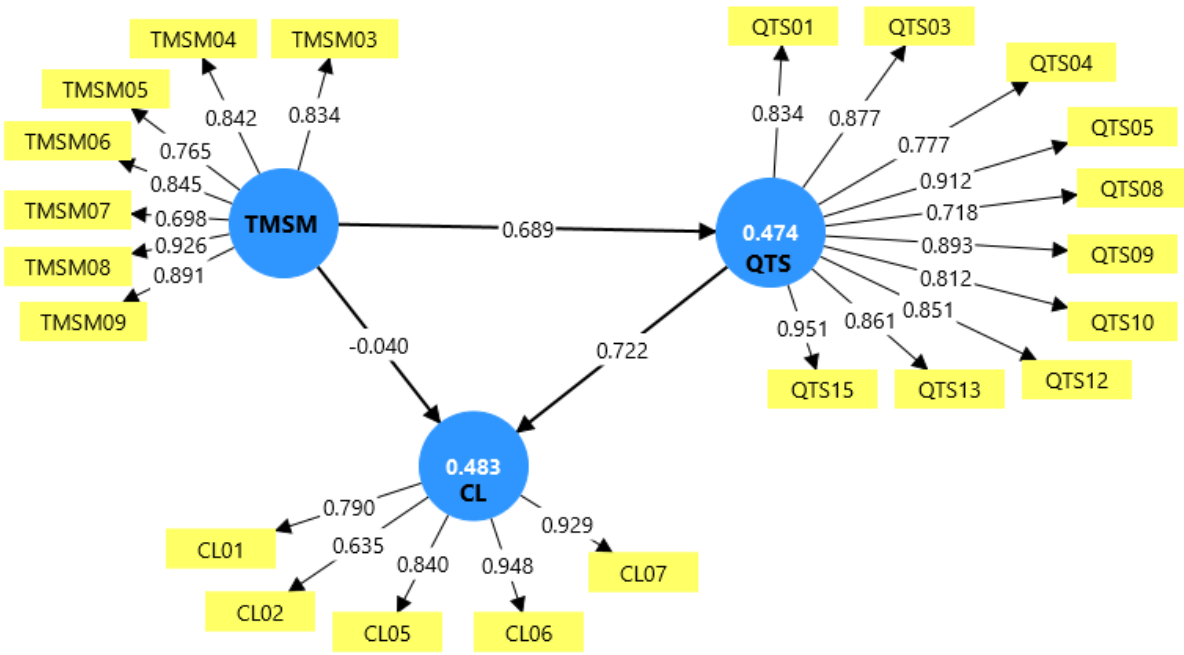 TMSM04
TMSM03
TMSM05
TMSM06
TMSM07
TMSM08
TMSM09
0.842
0.834
0.765
0.845
0.698
0.926
0.891
TMSM
0.689
QTS01
QTS03
QTS04
QTS05
QTS08
QTS09
QTS10
QTS12
QTS13
QTS15
0.834
0.877
0.777
0.912
0.718
0.893
0.812
0.851
0.861
0.951
0.474
QTS
-0.040
0.722
0.483
CL
0.790
0.635
0.840
0.948
0.929
CL01
CL02
CL05
CL06
CL07